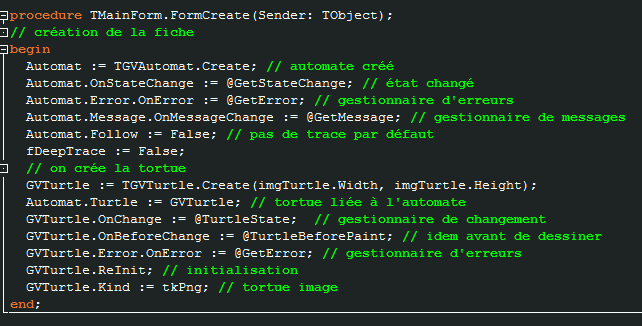 procedure TMainForm.FormCreate(Sender: TObject);
// création de la fiche
begin
Automat := TGVAutomat.Create; // automate créé
Automat.OnStateChange := @GetStateChange; // état changé
Automat.Error.OnError := @GetError; // gestionnaire d'erreurs
Automat.Message.OnMessageChange := @GetMessage; // gestionnaire de messages
Automat.Follow := False; // pas de trace par défaut
fDeepTrace := False;
// on crée la tortue
GVTurtle := TGVTurtle.Create(imgTurtle.Width, imgTurtle.Height);
Automat.Turtle := GVTurtle; // tortue liée à l'automate
GVTurtle.OnChange := @TurtleState;  // gestionnaire de changement
GVTurtle.OnBeforeChange := @TurtleBeforePaint; // idem avant de dessiner
GVTurtle.Error.OnError := @GetError; // gestionnaire d'erreurs
GVTurtle.ReInit; // initialisation
GVTurtle.Kind := tkPng; // tortue image
end;